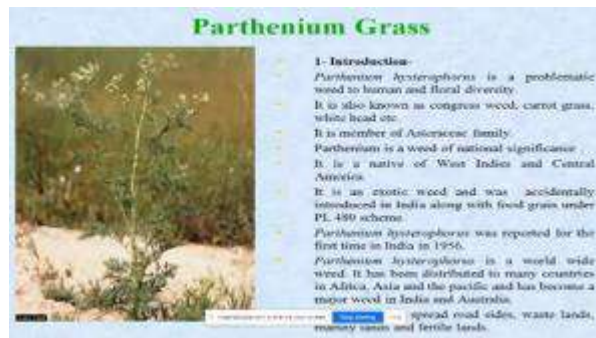 Parthenium Grass
1- Introduction-
Parthenium hysterophorus is a problematic
weed to human and floral diversity.
It is also known as congress weed, carrot grass,
white head etc.
It is member of Asteraceae family.
Parthenium is a weed of national significance
It is a native of West Indies and Central
America.
It is an exotic weed and was accidentally
introduced in India along with food grain under
PL 480 scheme.
Parthenium hysterophorus was reported for the
first time in India in 1956.
Parthenium hysterophorus is a world wide
weed. It has been distributed to many countries
in Africa, Asia and the pacific and has become a
major weed in India and Australia.
spread road sides, waste lands,
lands and fertile lands.